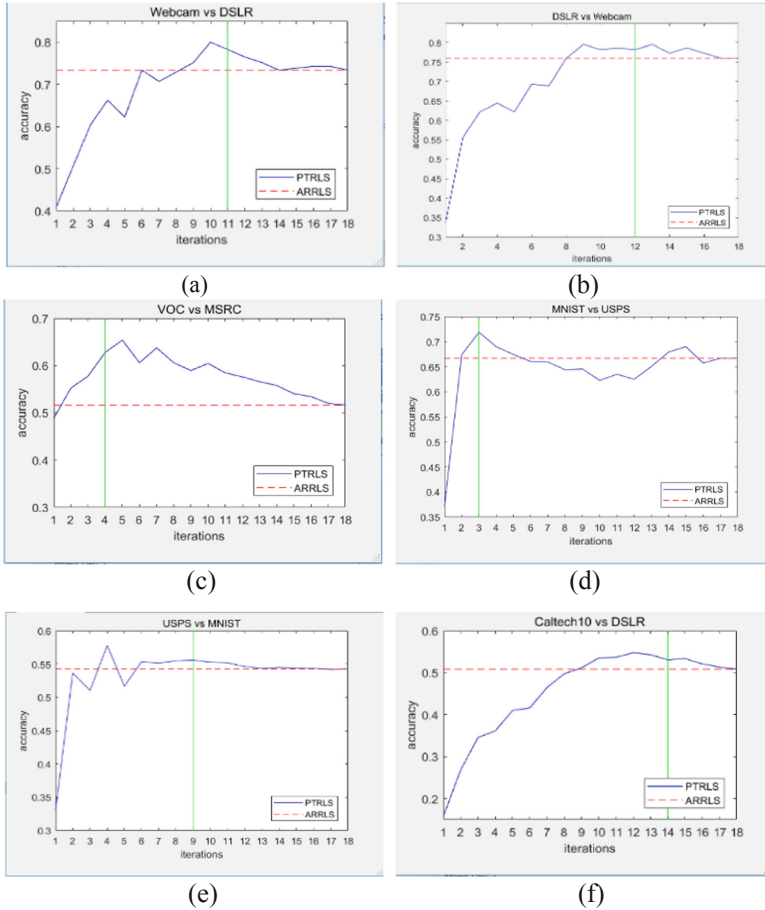 Webcam vs DSLR
0.8
0.7
0.6
0.5
0.4
accuracy
1 2 3 4 5 6 7 8 9 10 11 12 13 14 15 16 17 18
iterations
PTRLS
ARRLS
(a)
DSLR vs Webcam
0.8
0.75
0.7
0.65
0.6
0.55
0.5
0.45
0.4
0.35
0.3
accuracy
2 4 6 8 10 12 14 16 18
iterations
PTRLS
ARRLS
(b)
VOC vs MSRC
0.7
0.6
0.5
0.4
0.3
accuracy
1 2 3 4 5 6 7 8 9 10 11 12 13 14 15 16 17 18
iterations
PTRLS
ARRLS
(c)
MNIST vs USPS
0.75
0.7
0.65
0.6
0.55
0.5
0.45
0.4
0.35
accuracy
1 2 3 4 5 6 7 8 9 10 11 12 13 14 15 16 17 18
iterations
PTRLS
ARRLS
(d)
USPS vs MNIST
0.6
0.55
0.5
0.45
0.4
0.35
0.3
accuracy
1 2 3 4 5 6 7 8 9 10 11 12 13 14 15 16 17 18
iterations
PTRLS
ARRLS
(e)
Caltech10 vs DSLR
0.6
0.5
0.4
0.3
0.2
accuracy
1 2 3 4 5 6 7 8 9 10 11 12 13 14 15 16 17 18
iterations
PTRLS
ARRLS
(f)